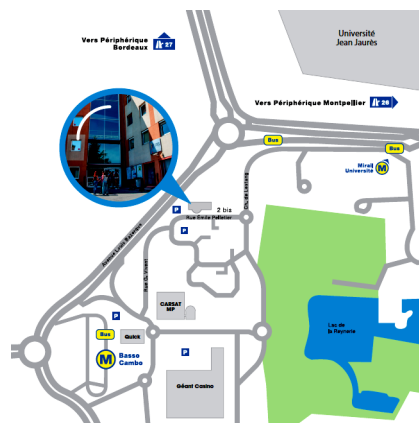 Université
Jean Jaurès
Vers Périphérique
Bordeaux
27
Vers Périphérique Montpellier
26
Bus
Bus
Mirail
Université
M
P
2 bis
Rue Emile Pelletier
Ch. de Lestang
P
Avenue Louis Bazerque
Rue G. Vivent
CARSAT
MP
Lac de
la Reynerie
P
Bus
Quick
M
Basso
Cambo
P
Géant Casino